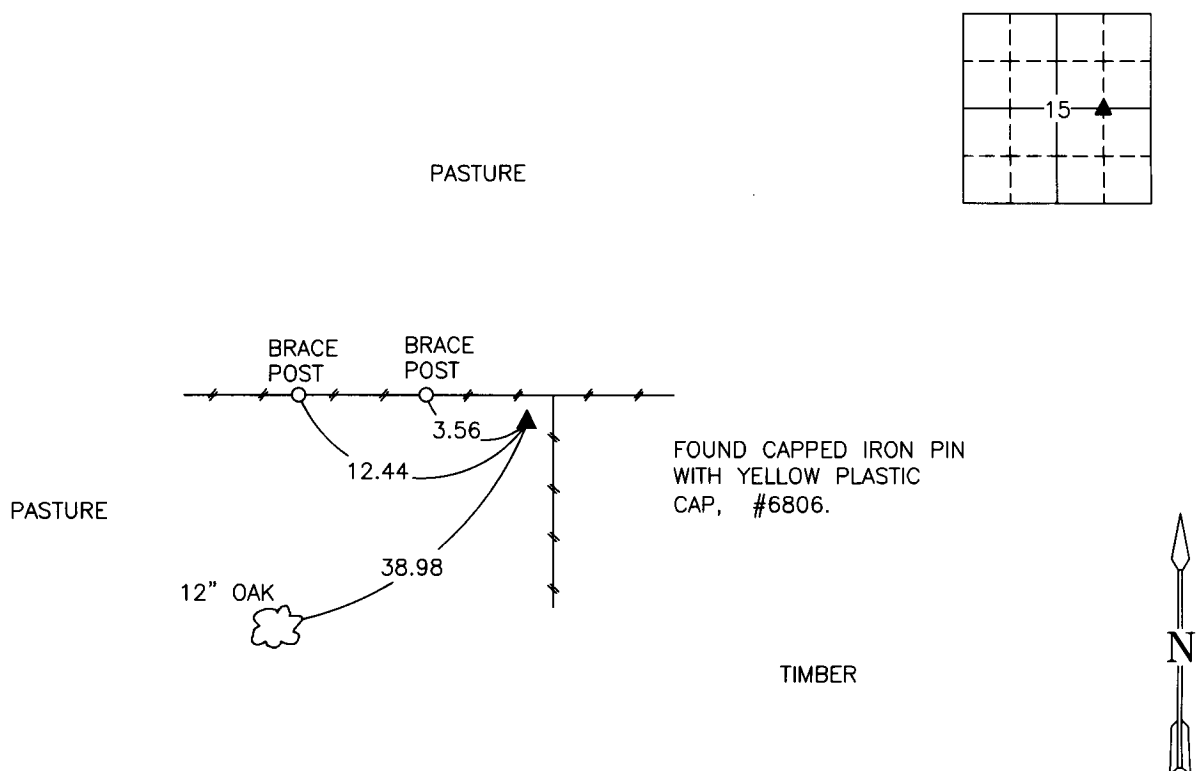 15
PASTURE
BRACE
POST
BRACE
POST
3.56
12.44
FOUND CAPPED IRON PIN
WITH YELLOW PLASTIC
CAP, #6806.
PASTURE
38.98
12" OAK
TIMBER
N